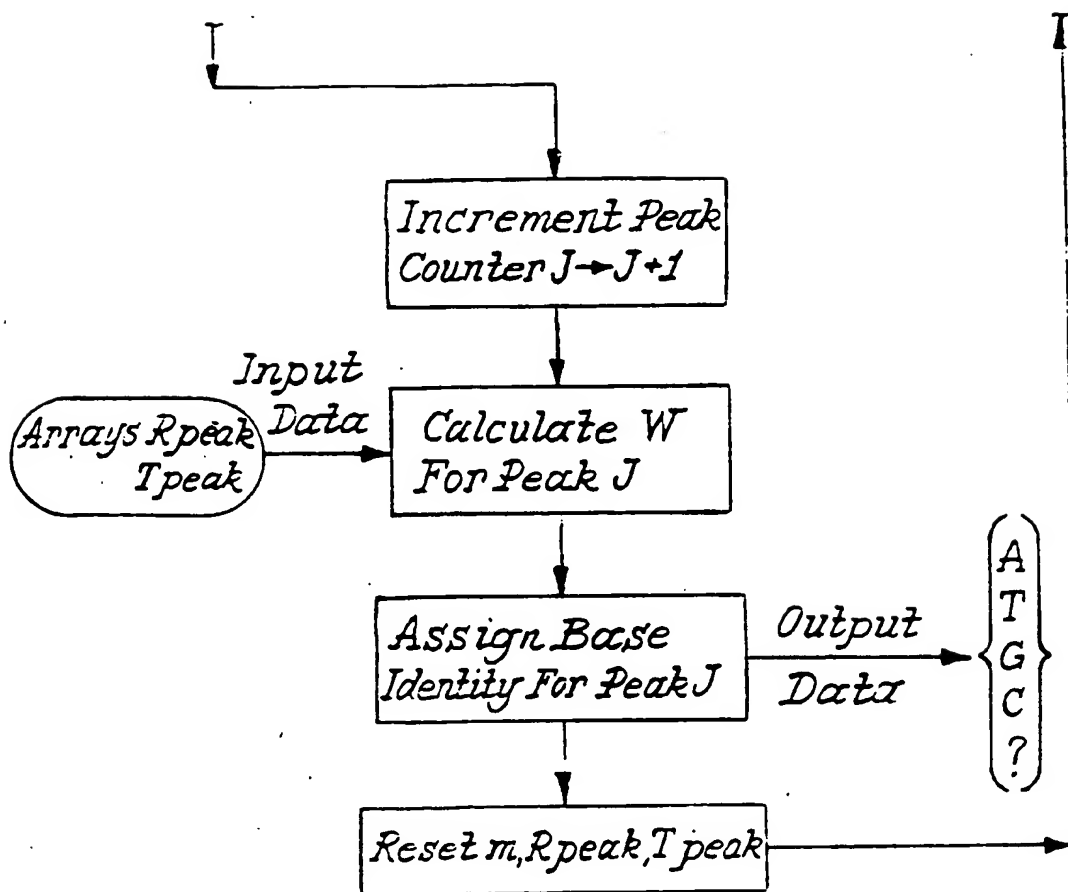 I
I
Increment Peak
Counter J→J+1
Input
Data
Arrays Rpeak
Tpeak
Calculate W
For Peak J
Assign Base
Identity For Peak J
Output
Data
A
T
G
C
?
Reset m,Rpeak,Tpeak